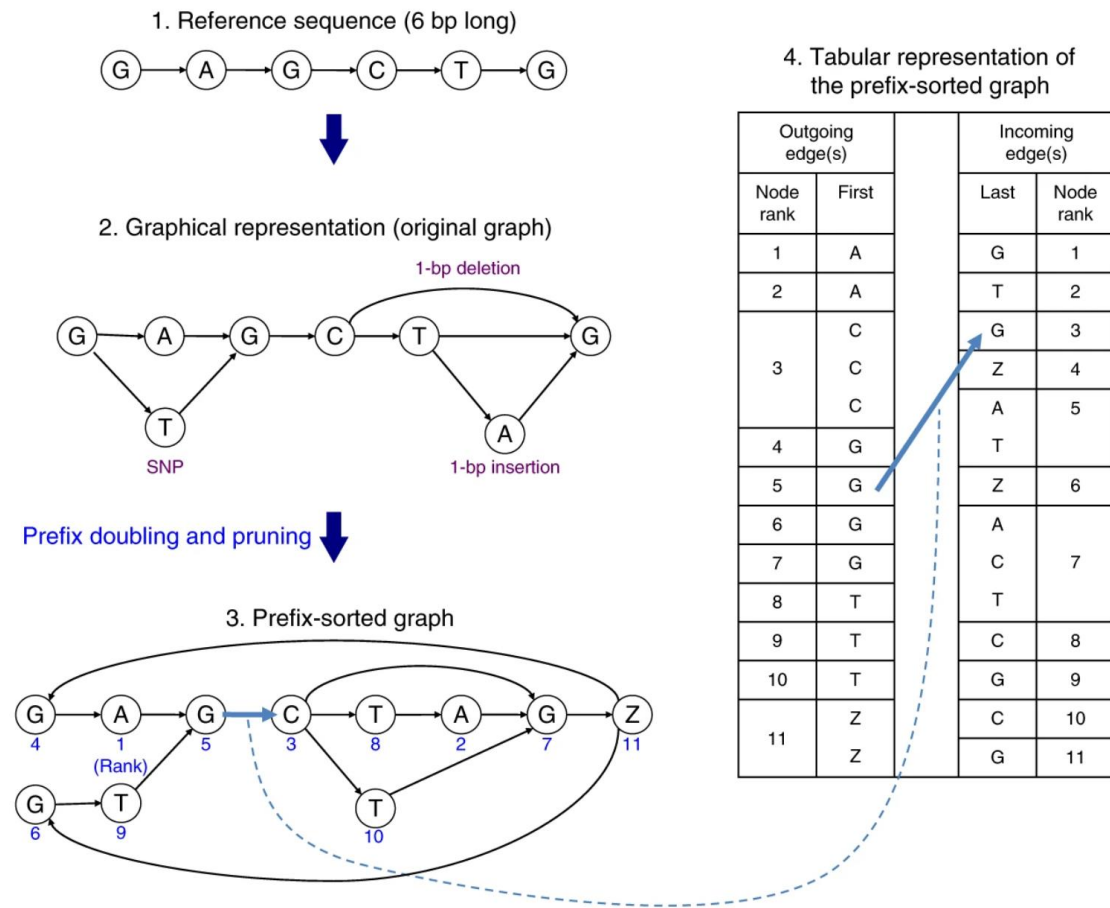 1. Reference sequence (6 bp long)
G A G C T G
2. Graphical representation (original graph)
1-bp deletion
G A G C T G
T A
SNP 1-bp insertion
Prefix doubling and pruning
3. Prefix-sorted graph
G A G C T A G Z
4 1 5 3 8 2 7 11
(Rank)
G T T
6 9 10
4. Tabular representation of
the prefix-sorted graph
Outgoing Incoming
edge(s) edge(s)
Node First Last Node
rank rank
1 A G 1
2 A T 2
C G 3
3 C Z 4
C A 5
4 G T
5 G Z 6
6 G A
7 G C 7
8 T T
9 T C 8
10 T G 9
11 Z C 10
Z G 11